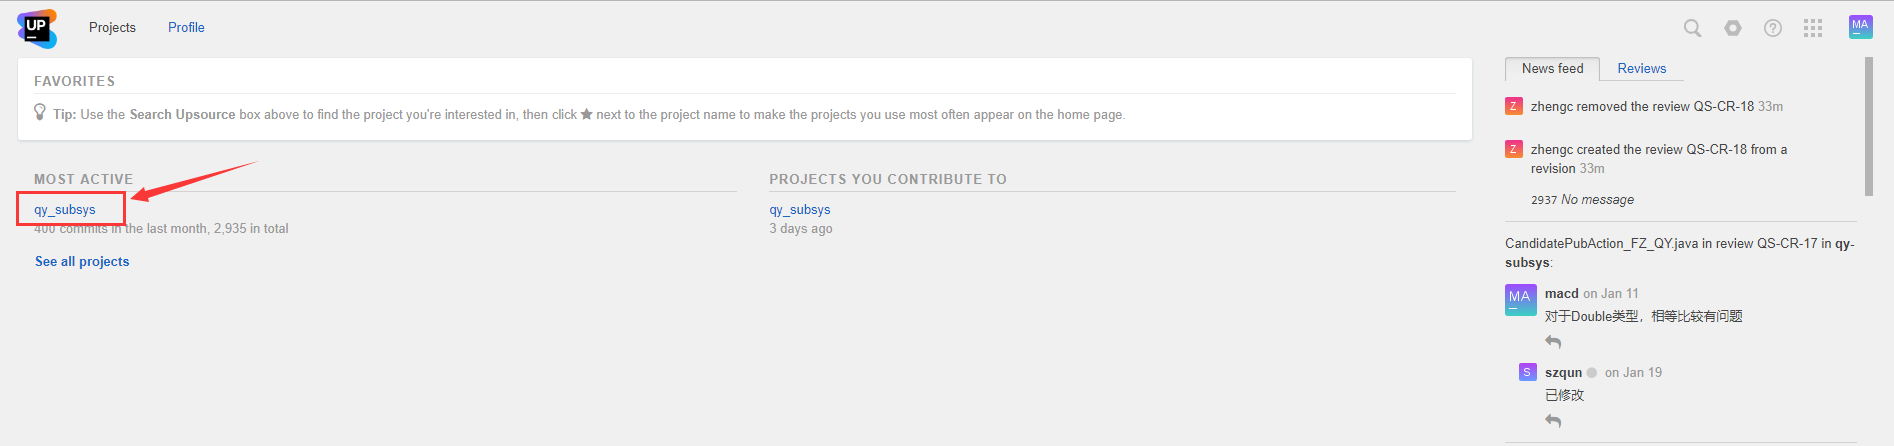 UP
Projects
Profile
MA
FAVORITES
Tip: Use the Search Upsource box above to find the project you're interested in, then click ★ next to the project name to make the projects you use most often appear on the home page.
MOST ACTIVE
qy_subsys
400 commits in the last month, 2,935 in total
See all projects
PROJECTS YOU CONTRIBUTE TO
qy_subsys
3 days ago
News feed
Reviews
Z
zhengc removed the review QS-CR-18 33m
Z
zhengc created the review QS-CR-18 from a
revision 33m
2937 No message
CandidatePubAction_FZ_QY.java in review QS-CR-17 in qy-
subsys:
MA
macd on Jan 11
对于Double类型，相等比较有问题
S
szqun on Jan 19
已修改